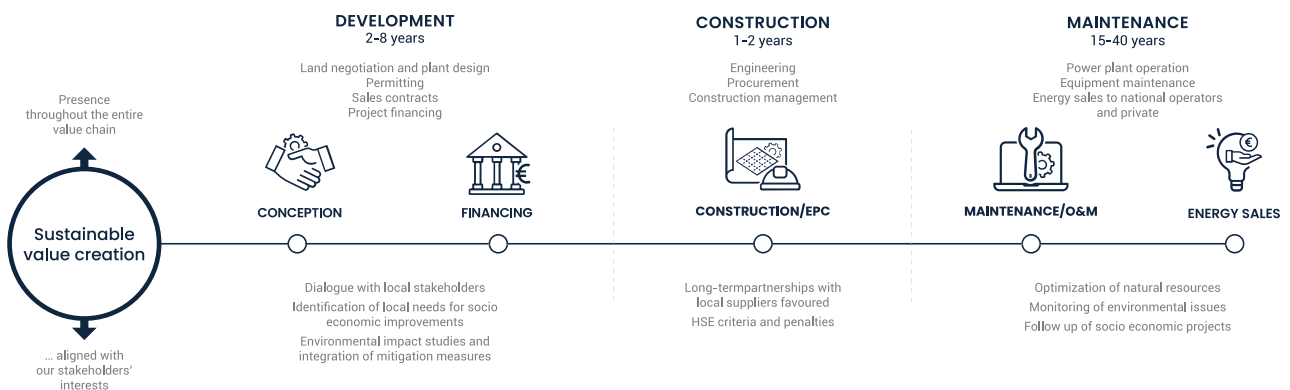 DEVELOPMENT
2-8 years
Land negotiation and plant design
Permitting
Sales contracts
Project financing
CONSTRUCTION
1-2 years
Engineering
Procurement
Construction management
MAINTENANCE
15-40 years
Power plant operation
Equipment maintenance
Energy sales to national operators
and private
Presence
throughout the entire
value chain
Sustainable
value creation
... aligned with
our stakeholders'
interests
CONCEPTION
FINANCING
€
CONSTRUCTION/EPC
MAINTENANCE/O&M
€
ENERGY SALES
Dialogue with local stakeholders
Identification of local needs for socio
economic improvements
Environmental impact studies and
integration of mitigation measures
Long-termpartnerships with
local suppliers favoured
HSE criteria and penalties
Optimization of natural resources
Monitoring of environmental issues
Follow up of socio economic projects